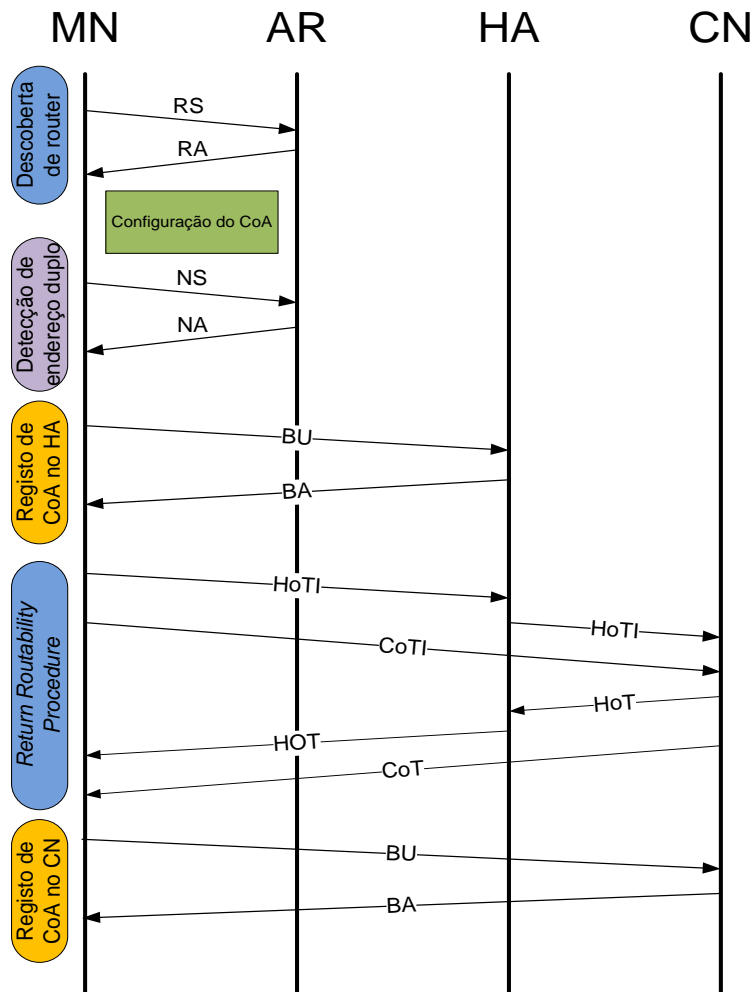 MN AR HA CN
Descoberta
de router
RS
RA
Configuração do CoA
Detecção de
endereço duplo
NS
NA
Registo de
CoA no HA
BU
BA
Return Routability
Procedure
HoTI
HoTI
CoTI
HoT
HOT
CoT
Registo de
CoA no CN
BU
BA